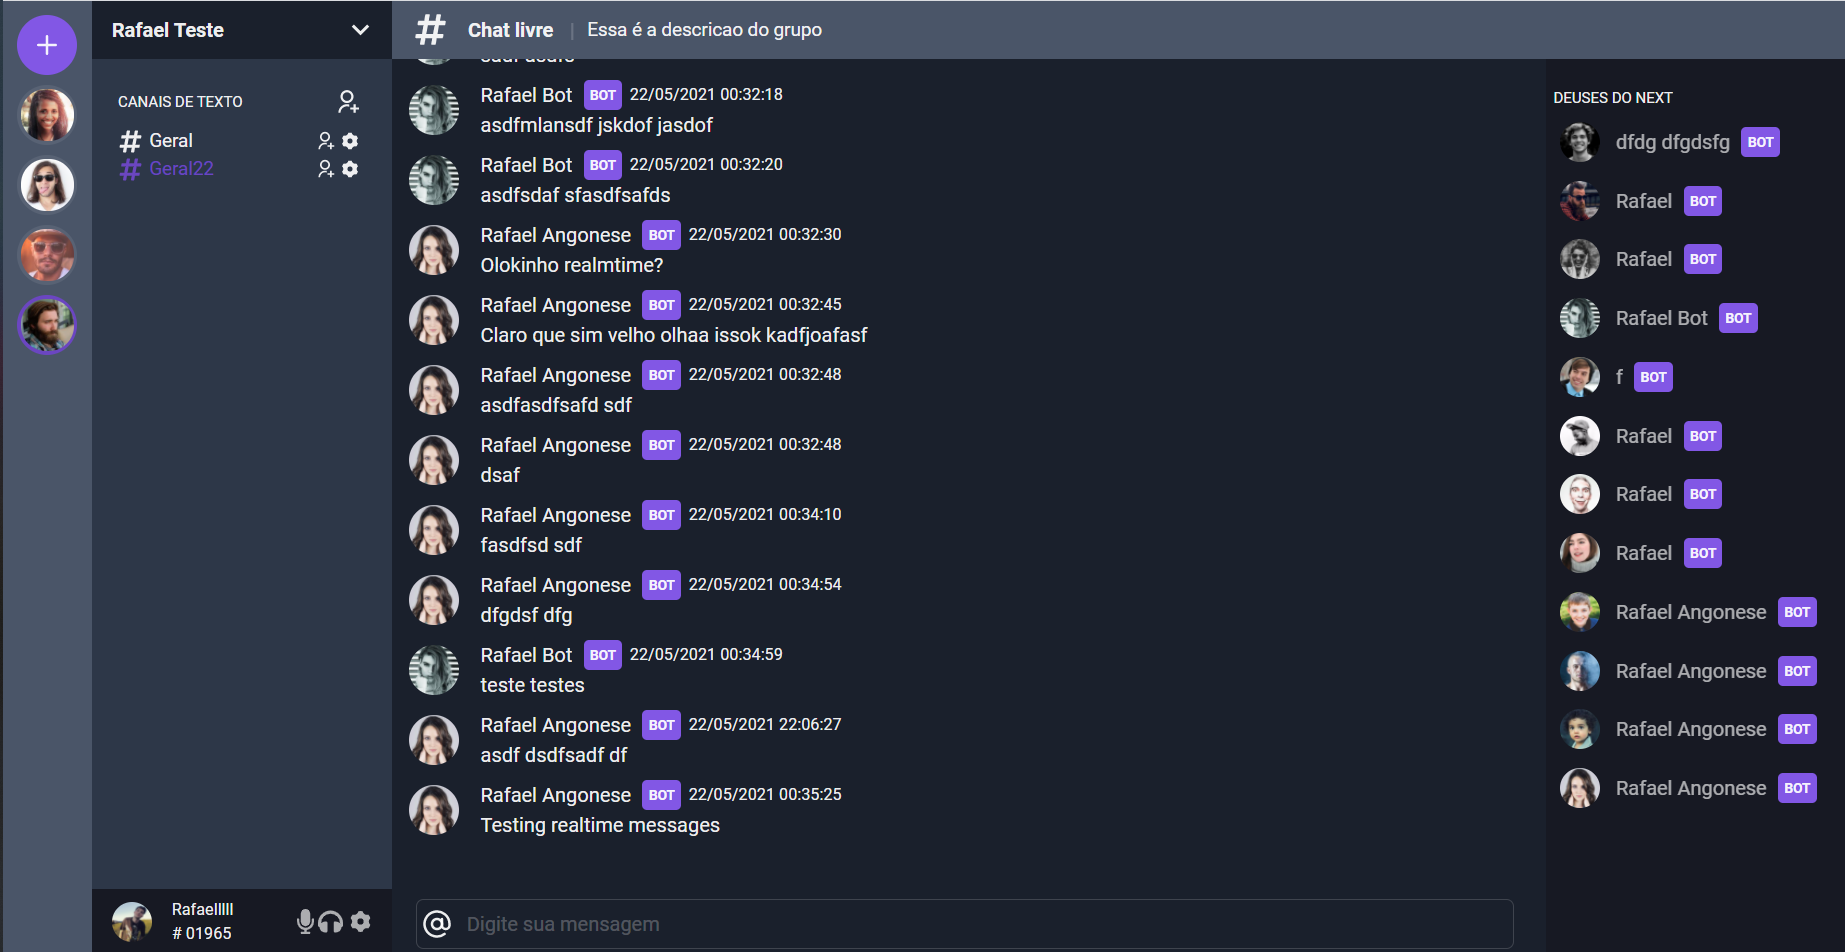 Rafael Teste
CANAIS DE TEXTO
# Geral
# Geral22
Rafaelllll
# 01965
# Chat livre | Essa é a descricao do grupo
Rafael Bot BOT 22/05/2021 00:32:18
asdfmlansdf jskdof jasdof
Rafael Bot BOT 22/05/2021 00:32:20
asdfsdaf sfasdfsafds
Rafael Angonese BOT 22/05/2021 00:32:30
Olokinho realmtime?
Rafael Angonese BOT 22/05/2021 00:32:45
Claro que sim velho olhaa issok kadfjoafasf
Rafael Angonese BOT 22/05/2021 00:32:48
asdfasdfsafd sdf
Rafael Angonese BOT 22/05/2021 00:32:48
dsaf
Rafael Angonese BOT 22/05/2021 00:34:10
fasdfsd sdf
Rafael Angonese BOT 22/05/2021 00:34:54
dfgdsf dfg
Rafael Bot BOT 22/05/2021 00:34:59
teste testes
Rafael Angonese BOT 22/05/2021 22:06:27
asdf dsdfsadf df
Rafael Angonese BOT 22/05/2021 00:35:25
Testing realtime messages
@ Digite sua mensagem
DEUSES DO NEXT
dfdg dfgdsfg BOT
Rafael BOT
Rafael BOT
Rafael Bot BOT
f BOT
Rafael BOT
Rafael BOT
Rafael BOT
Rafael Angonese BOT
Rafael Angonese BOT
Rafael Angonese BOT
Rafael Angonese BOT